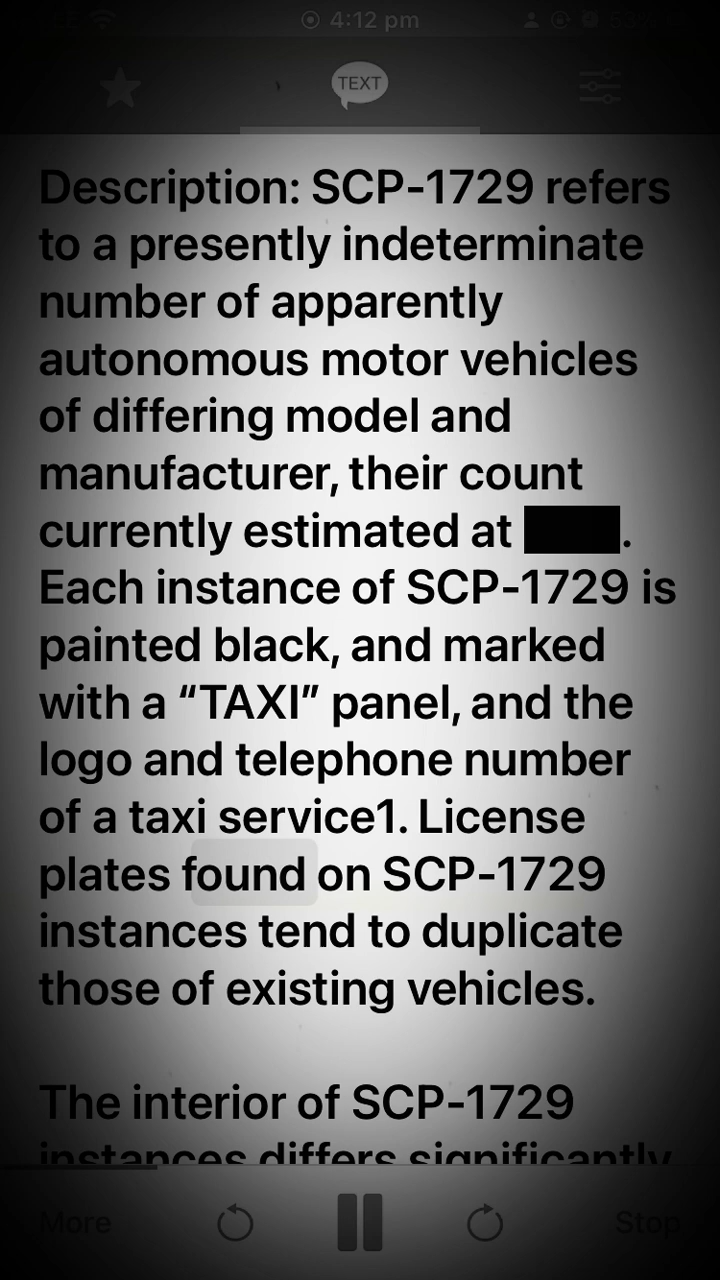 4:12 pm
TEXT
Description: SCP-1729 refers
to a presently indeterminate
number of apparently
autonomous motor vehicles
of differing model and
manufacturer, their count
currently estimated at ████.
Each instance of SCP-1729 is
painted black, and marked
with a “TAXI” panel, and the
logo and telephone number
of a taxi service1. License
plates found on SCP-1729
instances tend to duplicate
those of existing vehicles.
The interior of SCP-1729
instances differs significantly
More
Stop